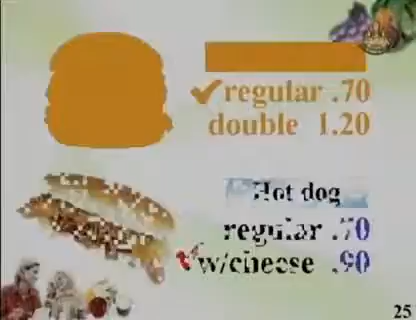 regular .70
double 1.20
Hot dog
regular .70
w/cheese .90
25